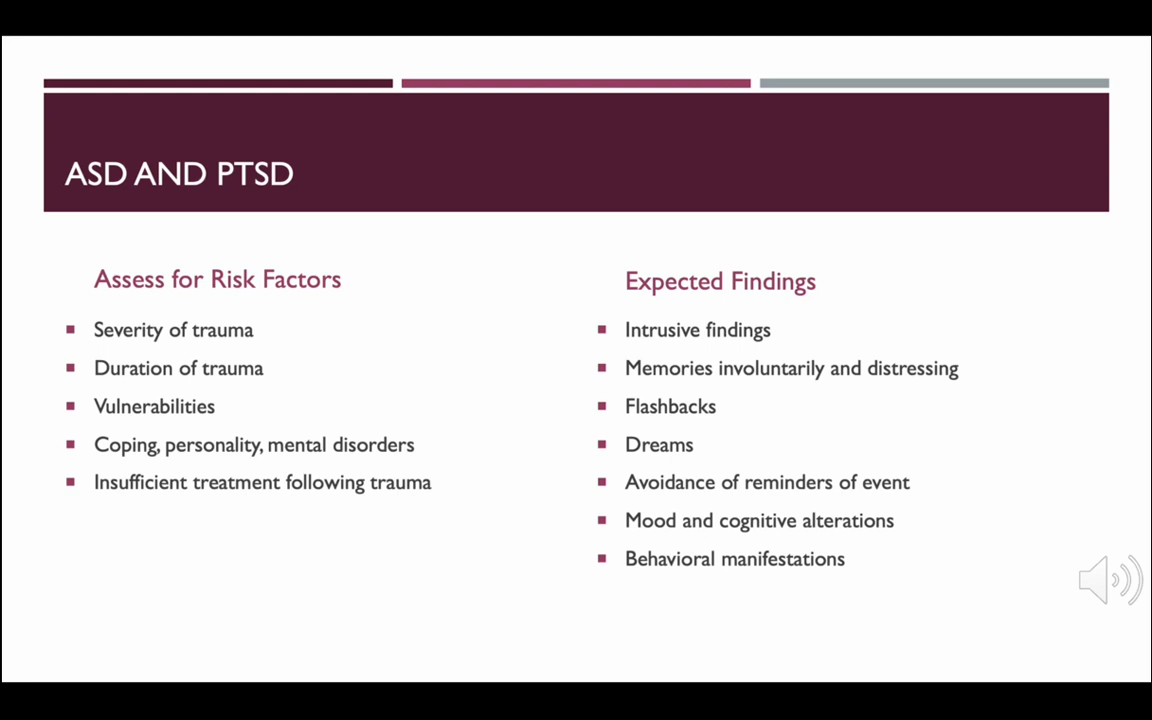 ASD AND PTSD
Assess for Risk Factors
Severity of trauma
Duration of trauma
Vulnerabilities
Coping, personality, mental disorders
Insufficient treatment following trauma
Expected Findings
Intrusive findings
Memories involuntarily and distressing
Flashbacks
Dreams
Avoidance of reminders of event
Mood and cognitive alterations
Behavioral manifestations